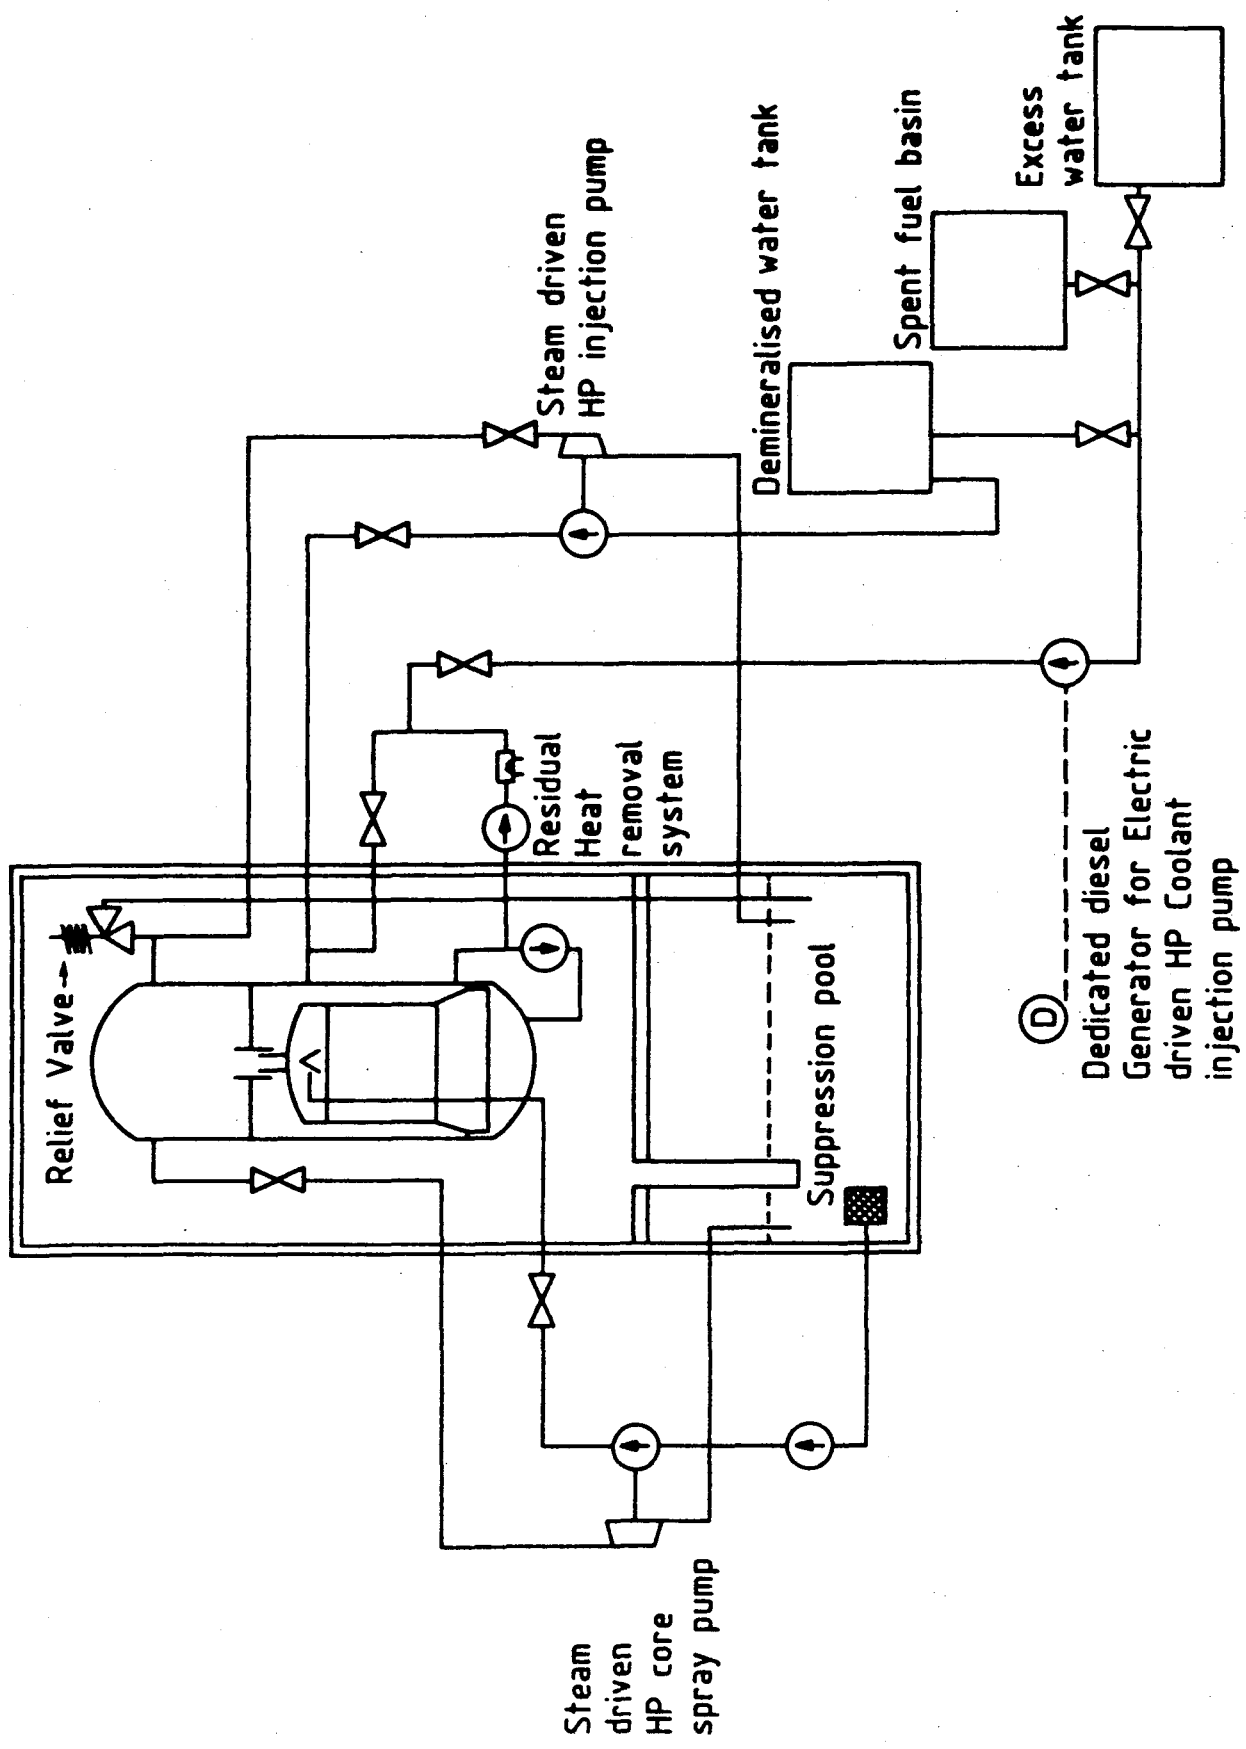 Relief Valve→
Steam driven
HP injection pump
Residual
Heat
removal
system
Demineralised water tank
Spent fuel basin
Excess
water tank
Suppression pool
Steam
driven
HP core
spray pump
D
Dedicated diesel
Generator for Electric
driven HP Coolant
injection pump